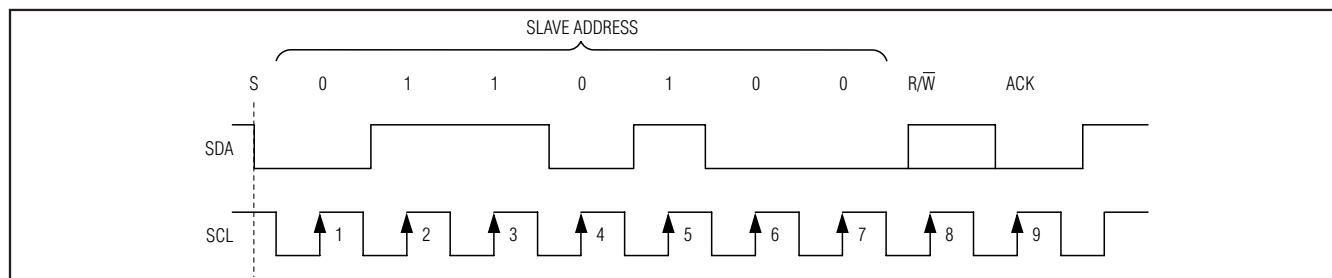 SLAVE ADDRESS
S 0 1 1 0 1 0 0 R/W̅ ACK
SDA
SCL 1 2 3 4 5 6 7 8 9